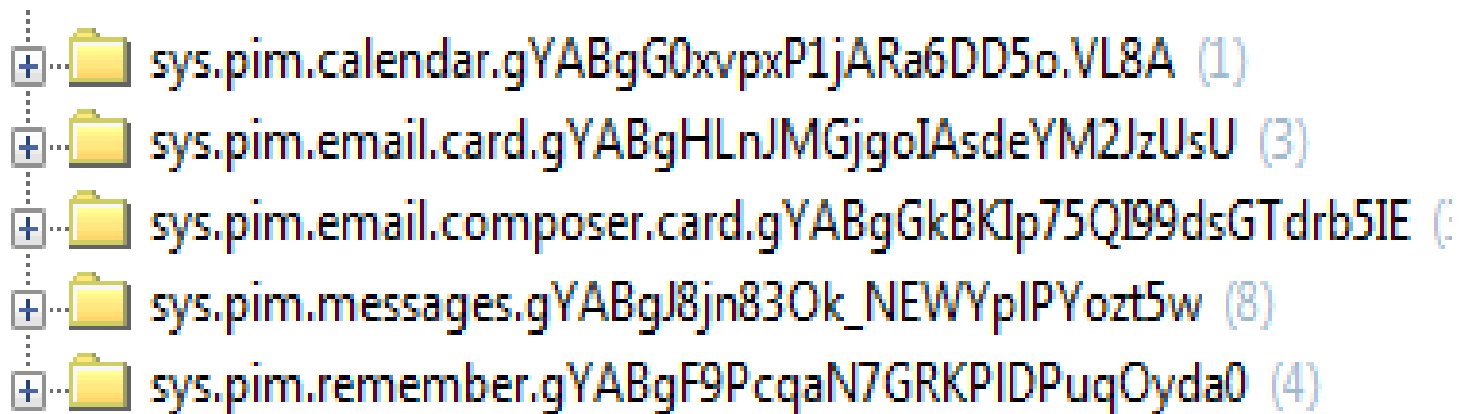 sys.pim.calendar.gYABgG0xvpxP1jARa6DD5o.VL8A (1)
sys.pim.email.card.gYABgHLnJMGjgoIAsdeYM2JzUsU (3)
sys.pim.email.composer.card.gYABgGkBKIp75QI99dsGTdrb5IE
sys.pim.messages.gYABgJ8jn83Ok_NEWYpIPYozt5w (8)
sys.pim.remember.gYABgF9PcqaN7GRKPIDPuqOyda0 (4)